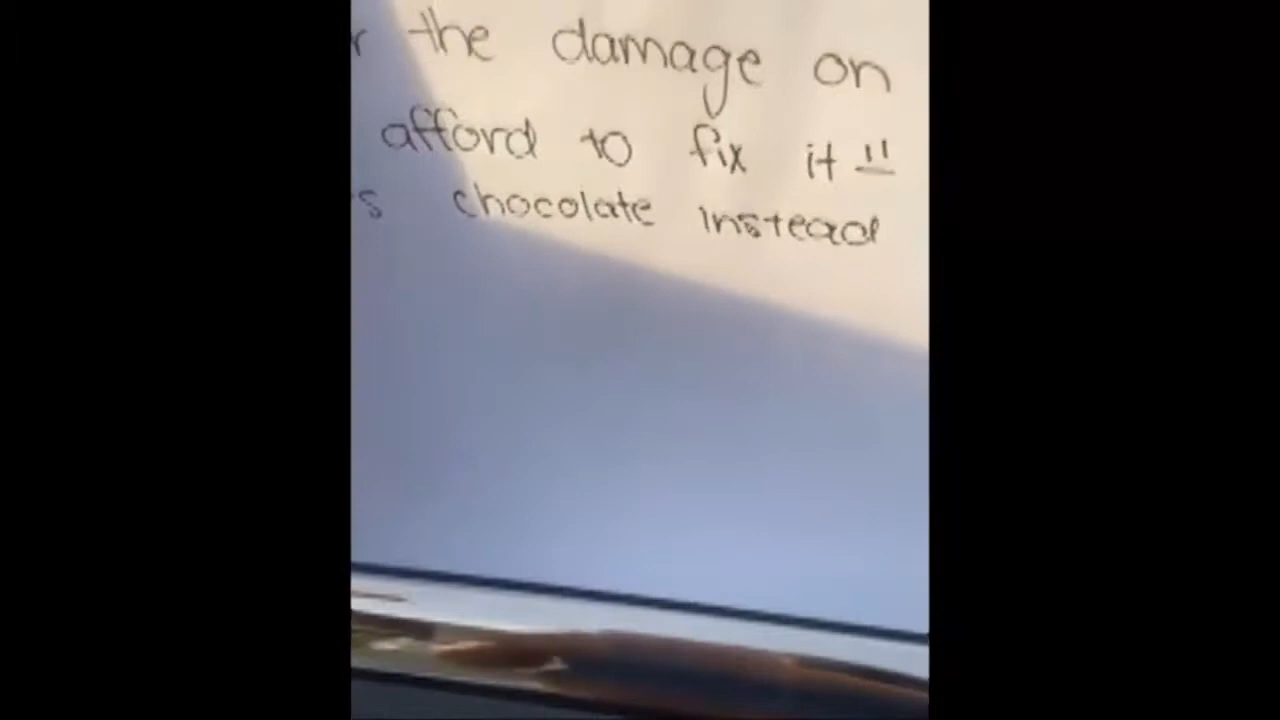 the damage on
afford to fix it
chocolate instead